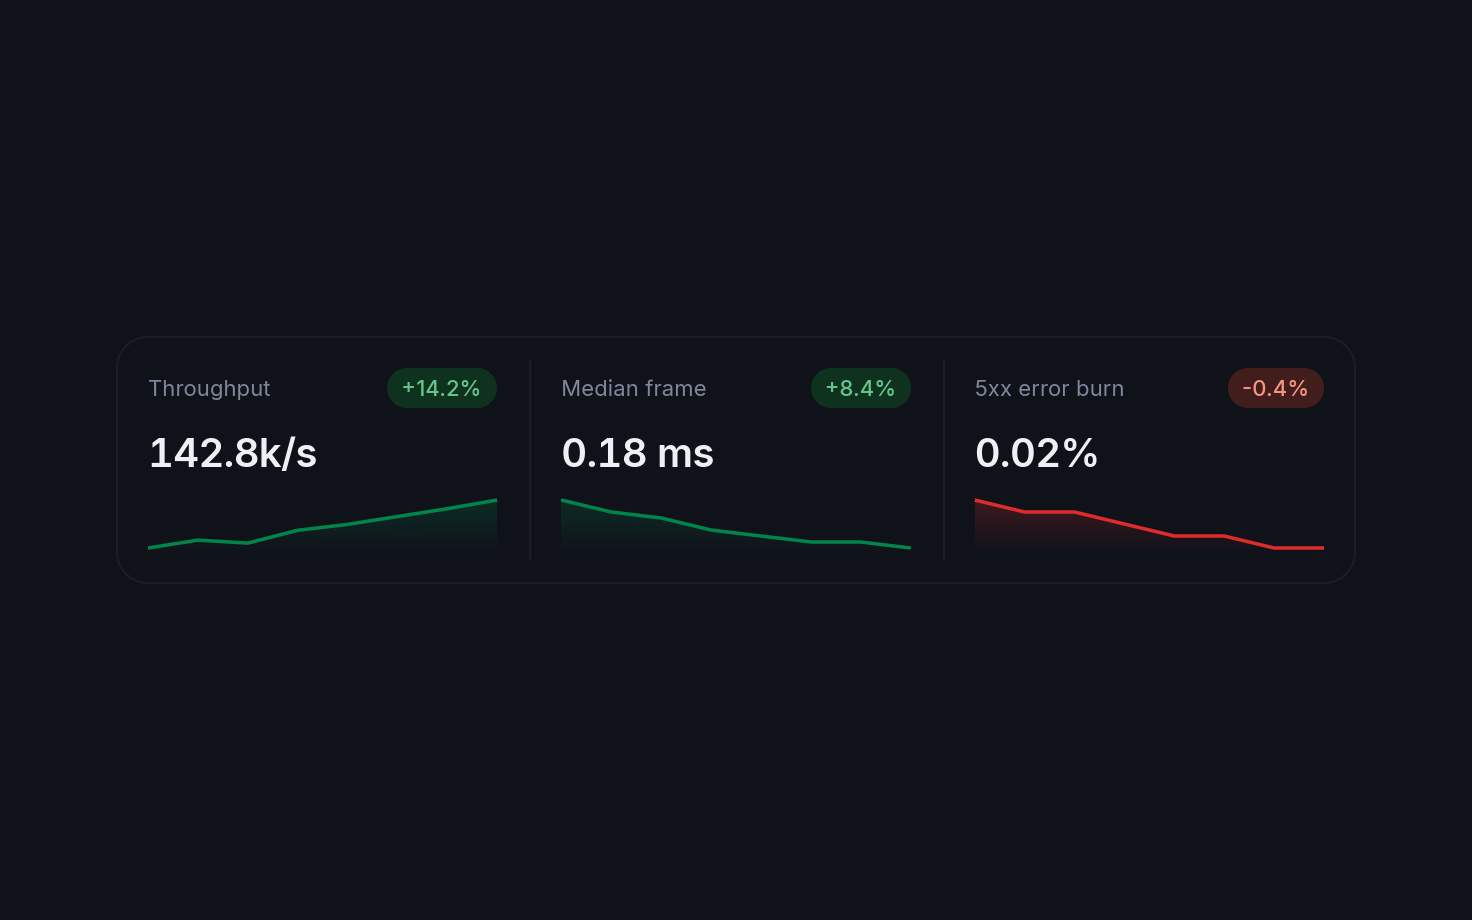 Throughput
+14.2%
142.8k/s
Median frame
+8.4%
0.18 ms
5xx error burn
-0.4%
0.02%